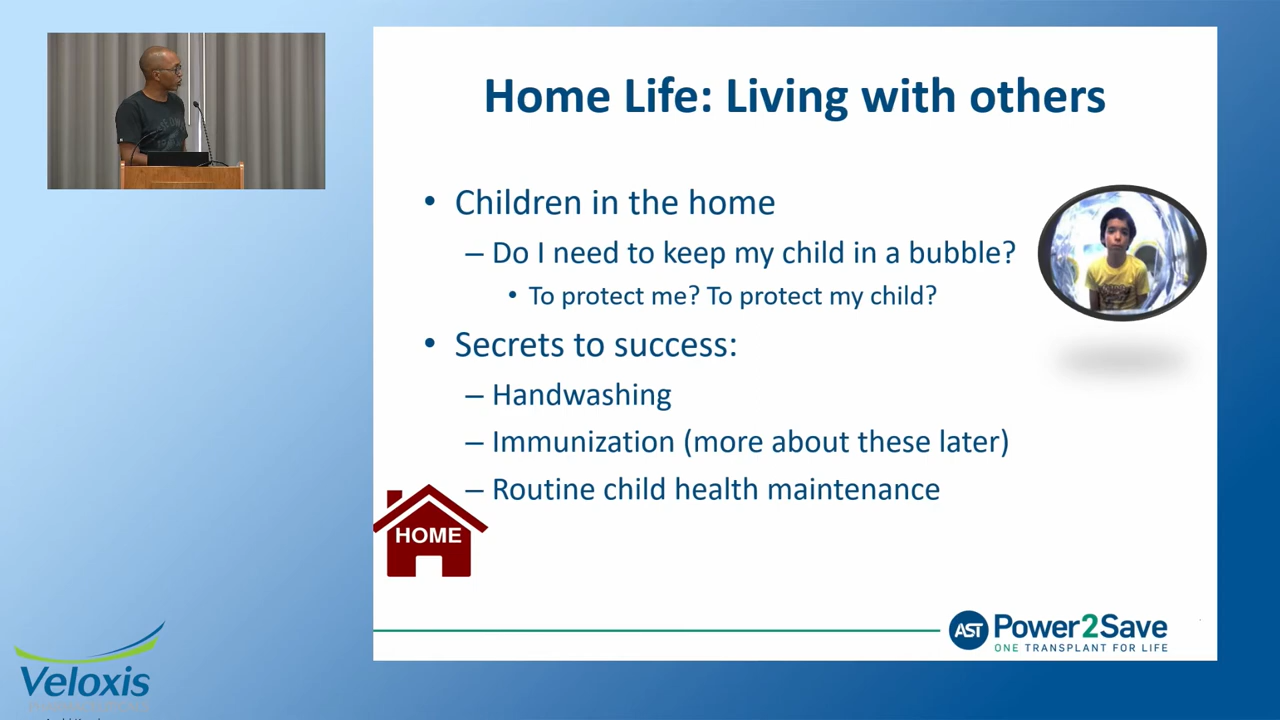 Home Life: Living with others
• Children in the home
– Do I need to keep my child in a bubble?
• To protect me? To protect my child?
• Secrets to success:
– Handwashing
– Immunization (more about these later)
– Routine child health maintenance
HOME
AST Power2Save
ONE TRANSPLANT FOR LIFE
Veloxis